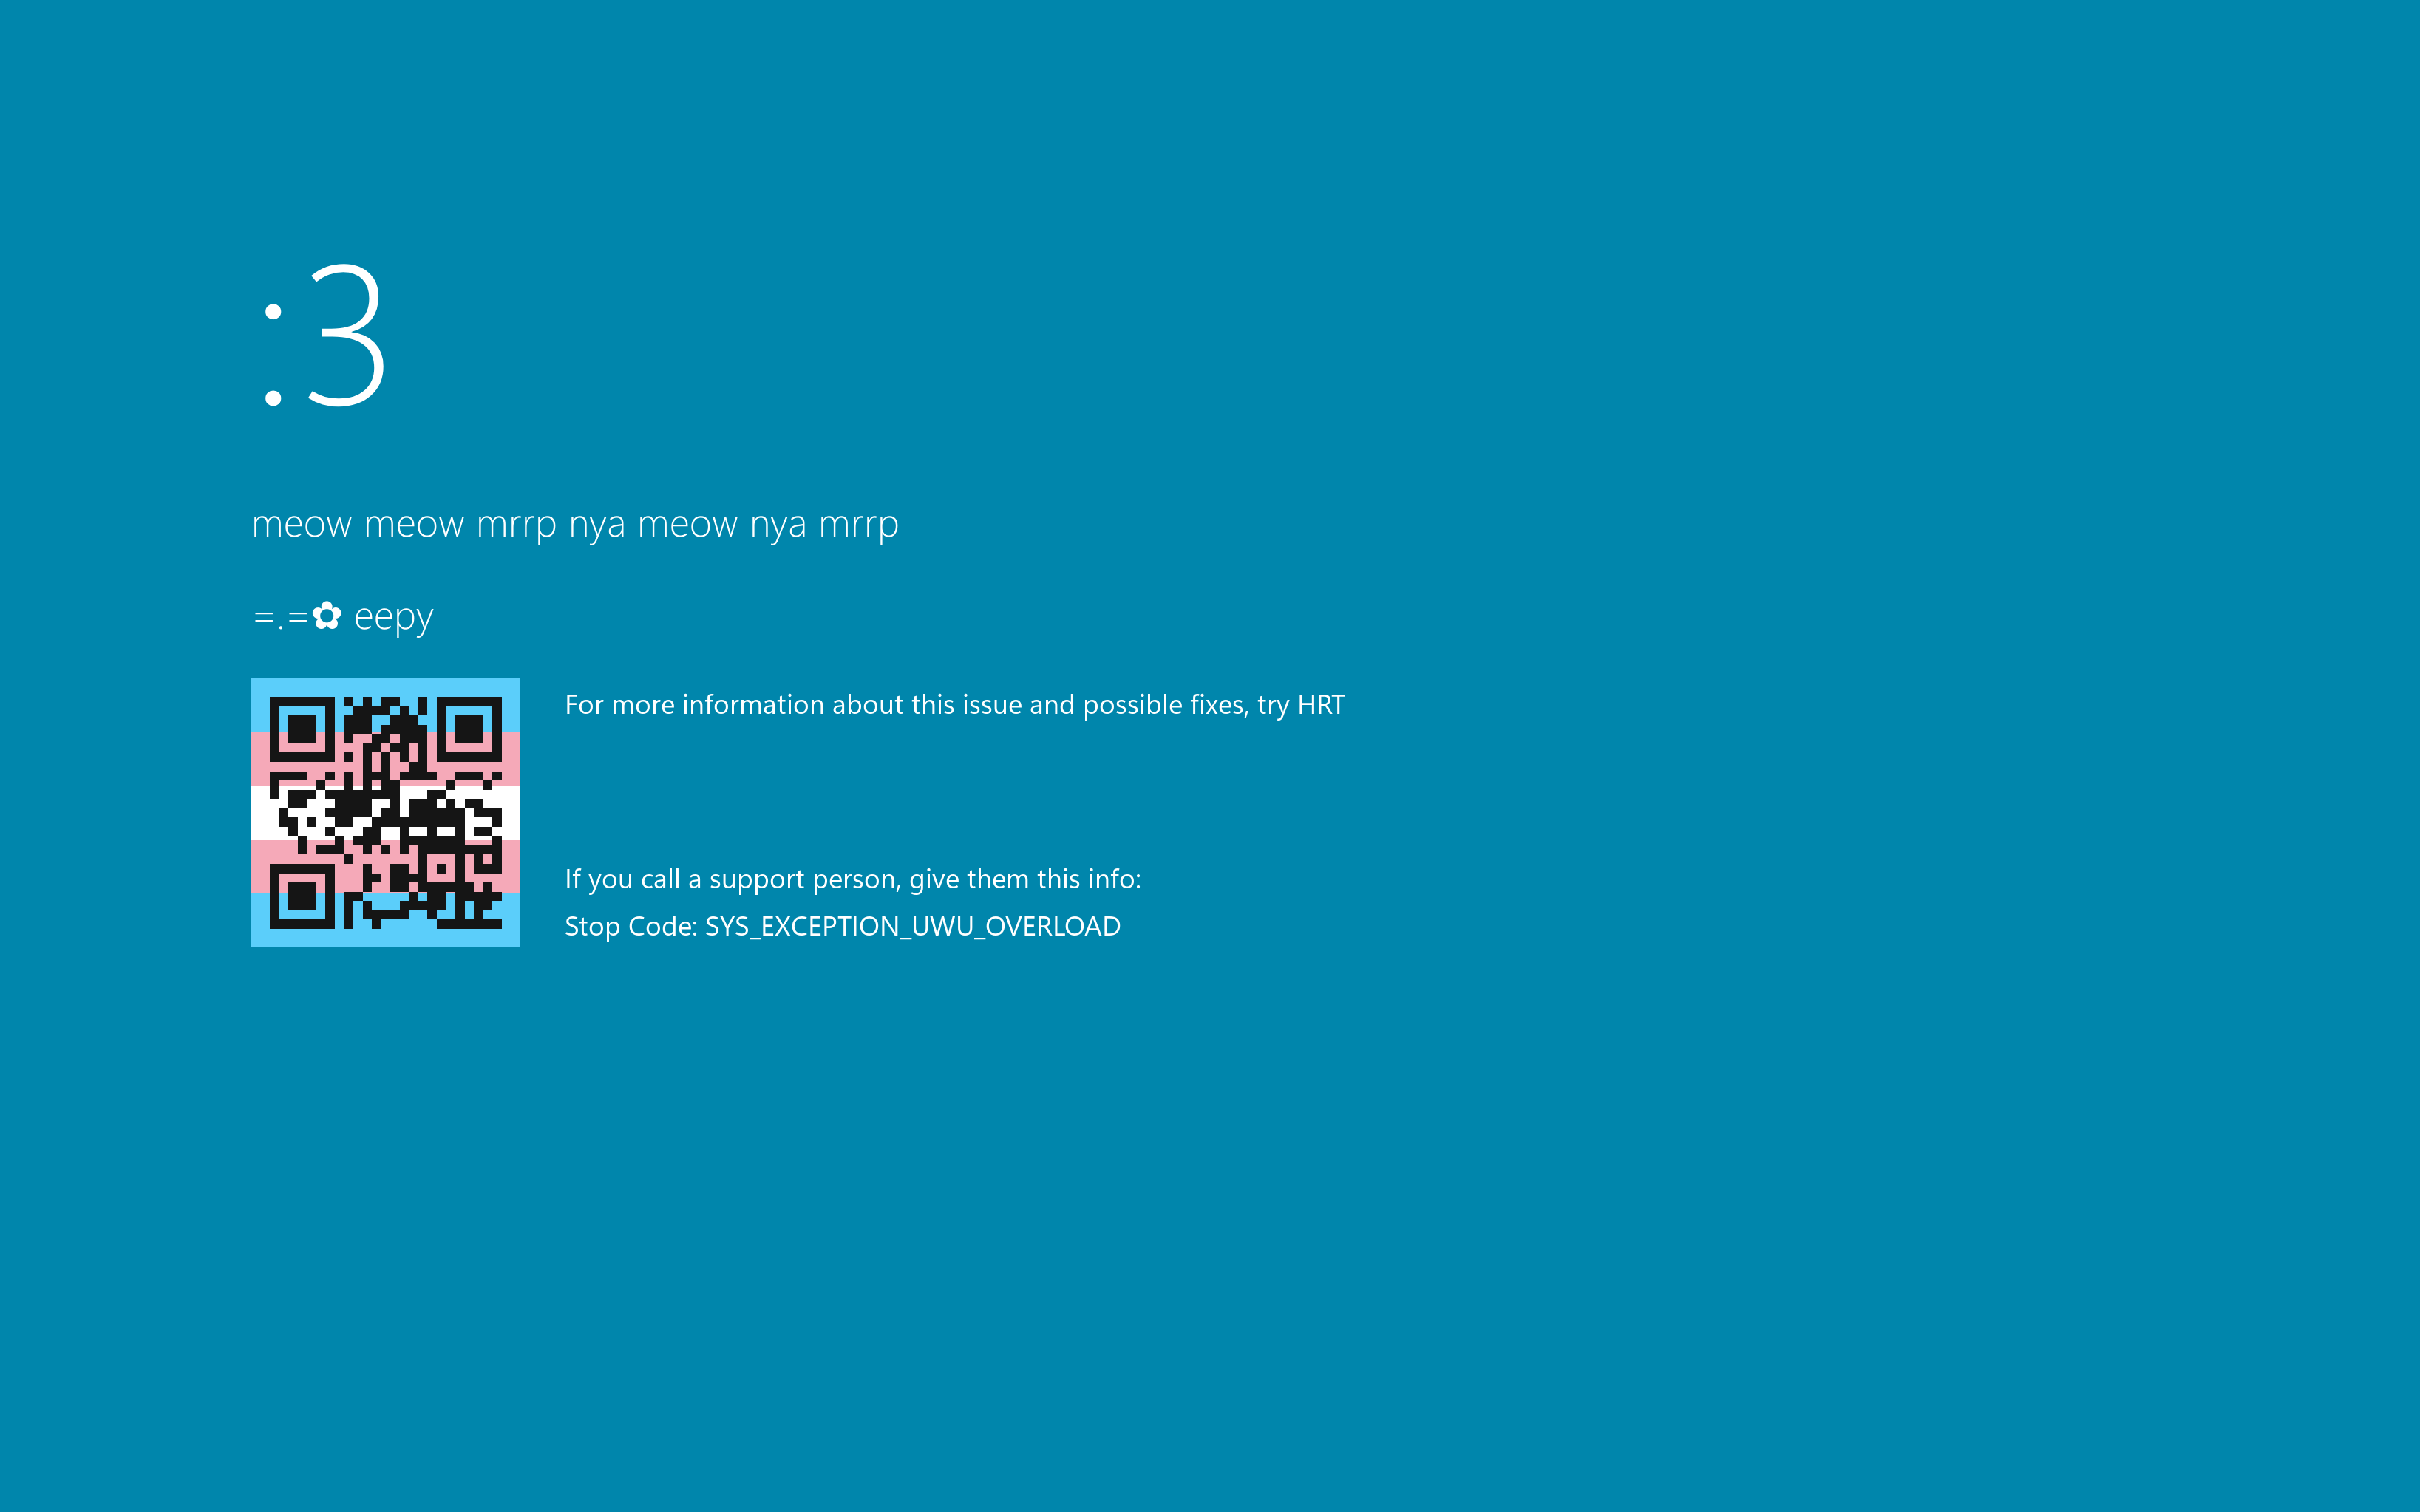 :3
meow meow mrrp nya meow nya mrrp
=.=✿ eepy
For more information about this issue and possible fixes, try HRT
If you call a support person, give them this info:
Stop Code: SYS_EXCEPTION_UWU_OVERLOAD